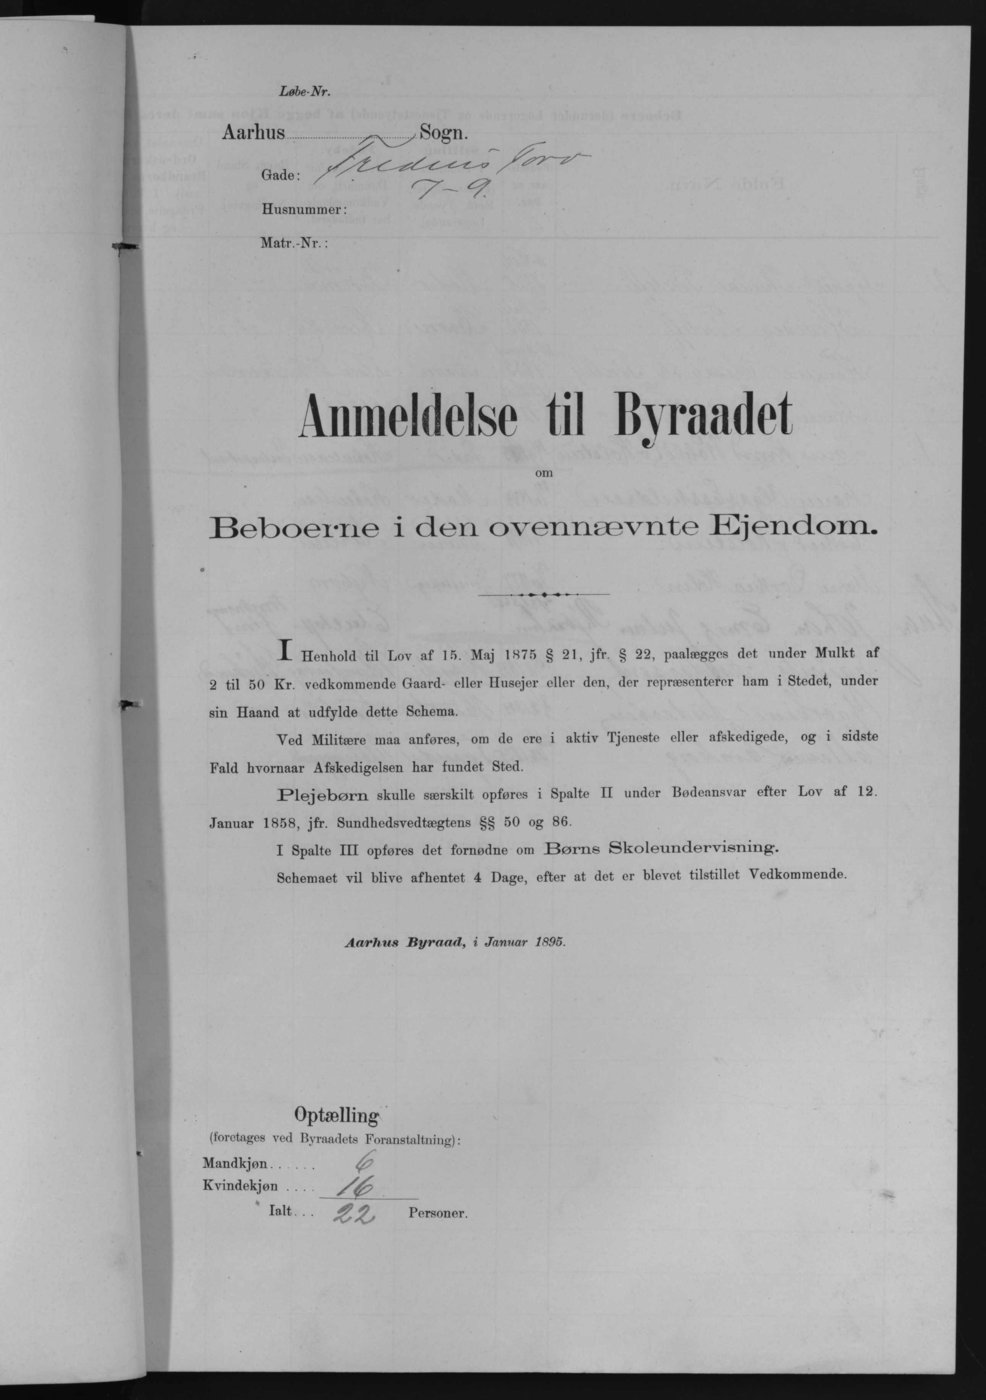 Løbe-Nr.
Aarhus Sogn.
Gade: Torv
7-9.
Husnummer:
Matr.-Nr.:
Anmeldelse til Byraadet
om
Beboerne i den ovennævnte Ejendom.
I Henhold til Lov af 15. Maj 1875 § 21, jfr. § 22, paalægges det under Mulkt af
2 til 50 Kr. vedkommende Gaard- eller Husejer eller den, der repræsenterer ham i Stedet, under
sin Haand at udfylde dette Schema.
Ved Militære maa anføres, om de ere i aktiv Tjeneste eller afskedigede, og i sidste
Fald hvornaar Afskedigelsen har fundet Sted.
Plejebørn skulle særskilt opføres i Spalte II under Bødeansvar efter Lov af 12.
Januar 1858, jfr. Sundhedsvedtægtens §§ 50 og 86.
I Spalte III opføres det fornødne om Børns Skoleundervisning.
Schemaet vil blive afhentet 4 Dage, efter at det er blevet tilstillet Vedkommende.
Aarhus Byraad, i Januar 1895.
Optælling
(foretages ved Byraadets Foranstaltning):
Mandkjøn...... 6
Kvindekjøn .... 16
Ialt... 22 Personer.